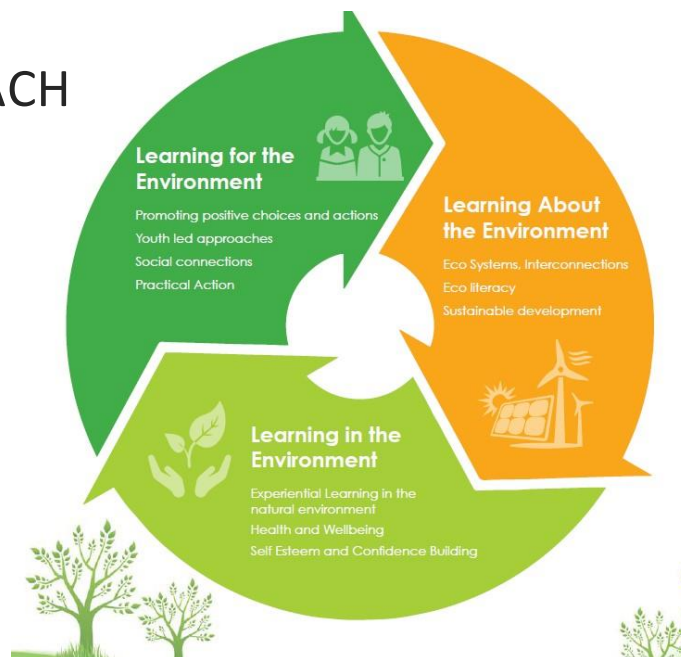 ACH
Learning for the
Environment
Promoting positive choices and actions
Youth led approaches
Social connections
Practical Action
Learning About
the Environment
Eco Systems, Interconnections
Eco literacy
Sustainable development
Learning in the
Environment
Experiential Learning in the
natural environment
Health and Wellbeing
Self Esteem and Confidence Building